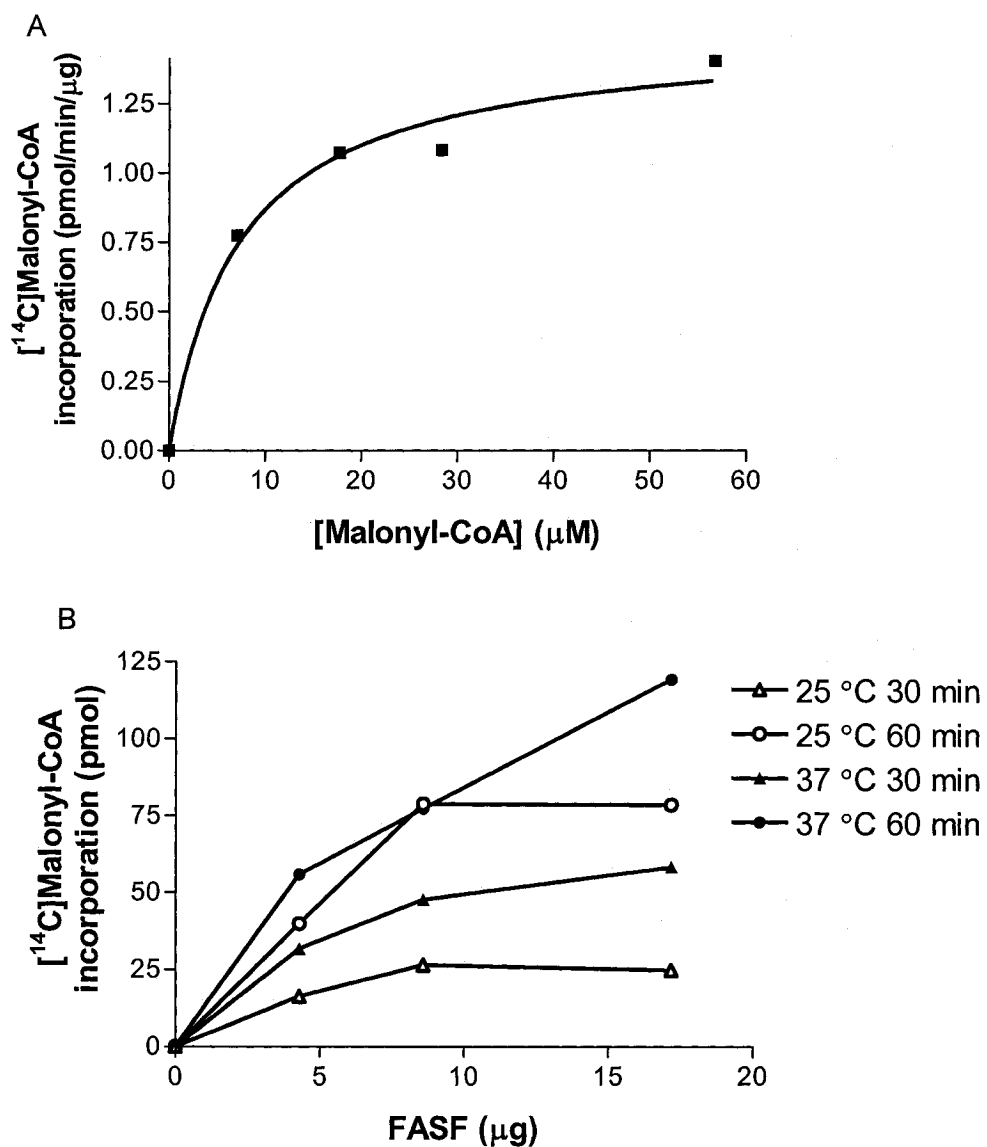 A
[¹⁴C]Malonyl-CoA
incorporation (pmol/min/μg)
1.25
1.00
0.75
0.50
0.25
0.00
0 10 20 30 40 50 60
[Malonyl-CoA] (μM)
B
[¹⁴C]Malonyl-CoA
incorporation (pmol)
125
100
75
50
25
0
0 5 10 15 20
FASF (μg)
25 °C 30 min
25 °C 60 min
37 °C 30 min
37 °C 60 min